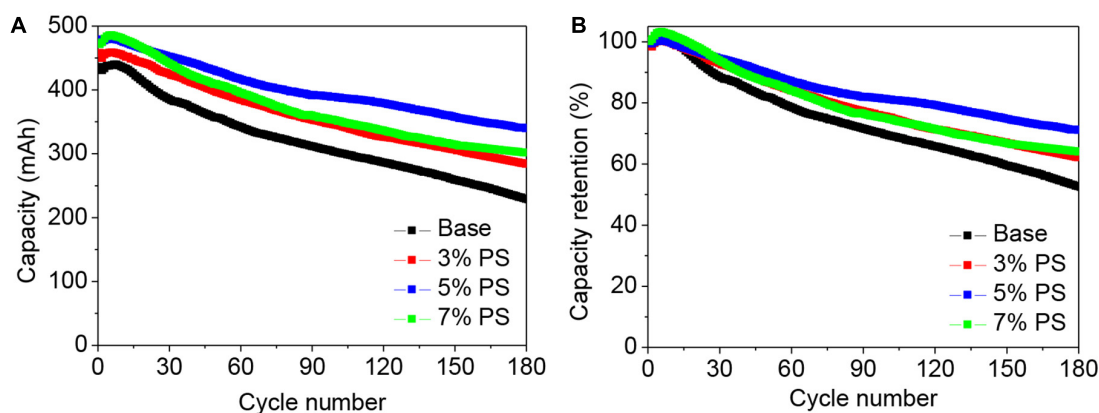 A
500
400
300
200
100
0
Capacity (mAh)
Base
3% PS
5% PS
7% PS
0 30 60 90 120 150 180
Cycle number
B
100
80
60
40
20
0
Capacity retention (%)
Base
3% PS
5% PS
7% PS
0 30 60 90 120 150 180
Cycle number